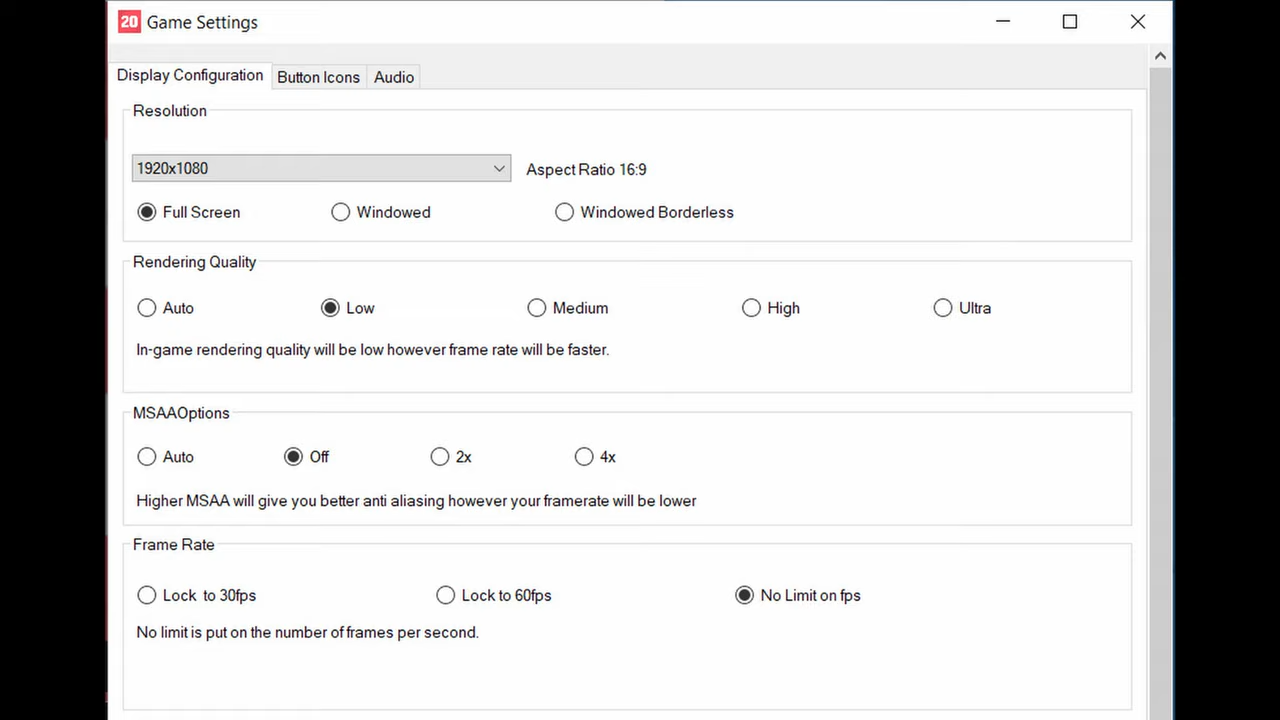 20 Game Settings
Display Configuration Button Icons Audio
Resolution
1920x1080 Aspect Ratio 16:9
Full Screen Windowed Windowed Borderless
Rendering Quality
Auto Low Medium High Ultra
In-game rendering quality will be low however frame rate will be faster.
MSAAOptions
Auto Off 2x 4x
Higher MSAA will give you better anti aliasing however your framerate will be lower
Frame Rate
Lock to 30fps Lock to 60fps No Limit on fps
No limit is put on the number of frames per second.